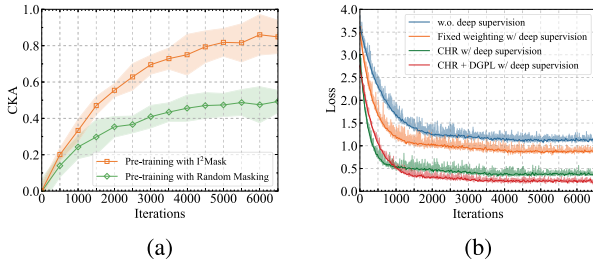 1.0
0.8
0.6
0.4
0.2
0.0
CKA
0 1000 2000 3000 4000 5000 6000
Iterations
Pre-training with I²Mask
Pre-training with Random Masking
(a)
4.0
3.5
3.0
2.5
2.0
1.5
1.0
0.5
0.0
Loss
0 1000 2000 3000 4000 5000 6000
Iterations
w.o. deep supervision
Fixed weighting w/ deep supervision
CHR w/ deep supervision
CHR + DGPL w/ deep supervision
(b)